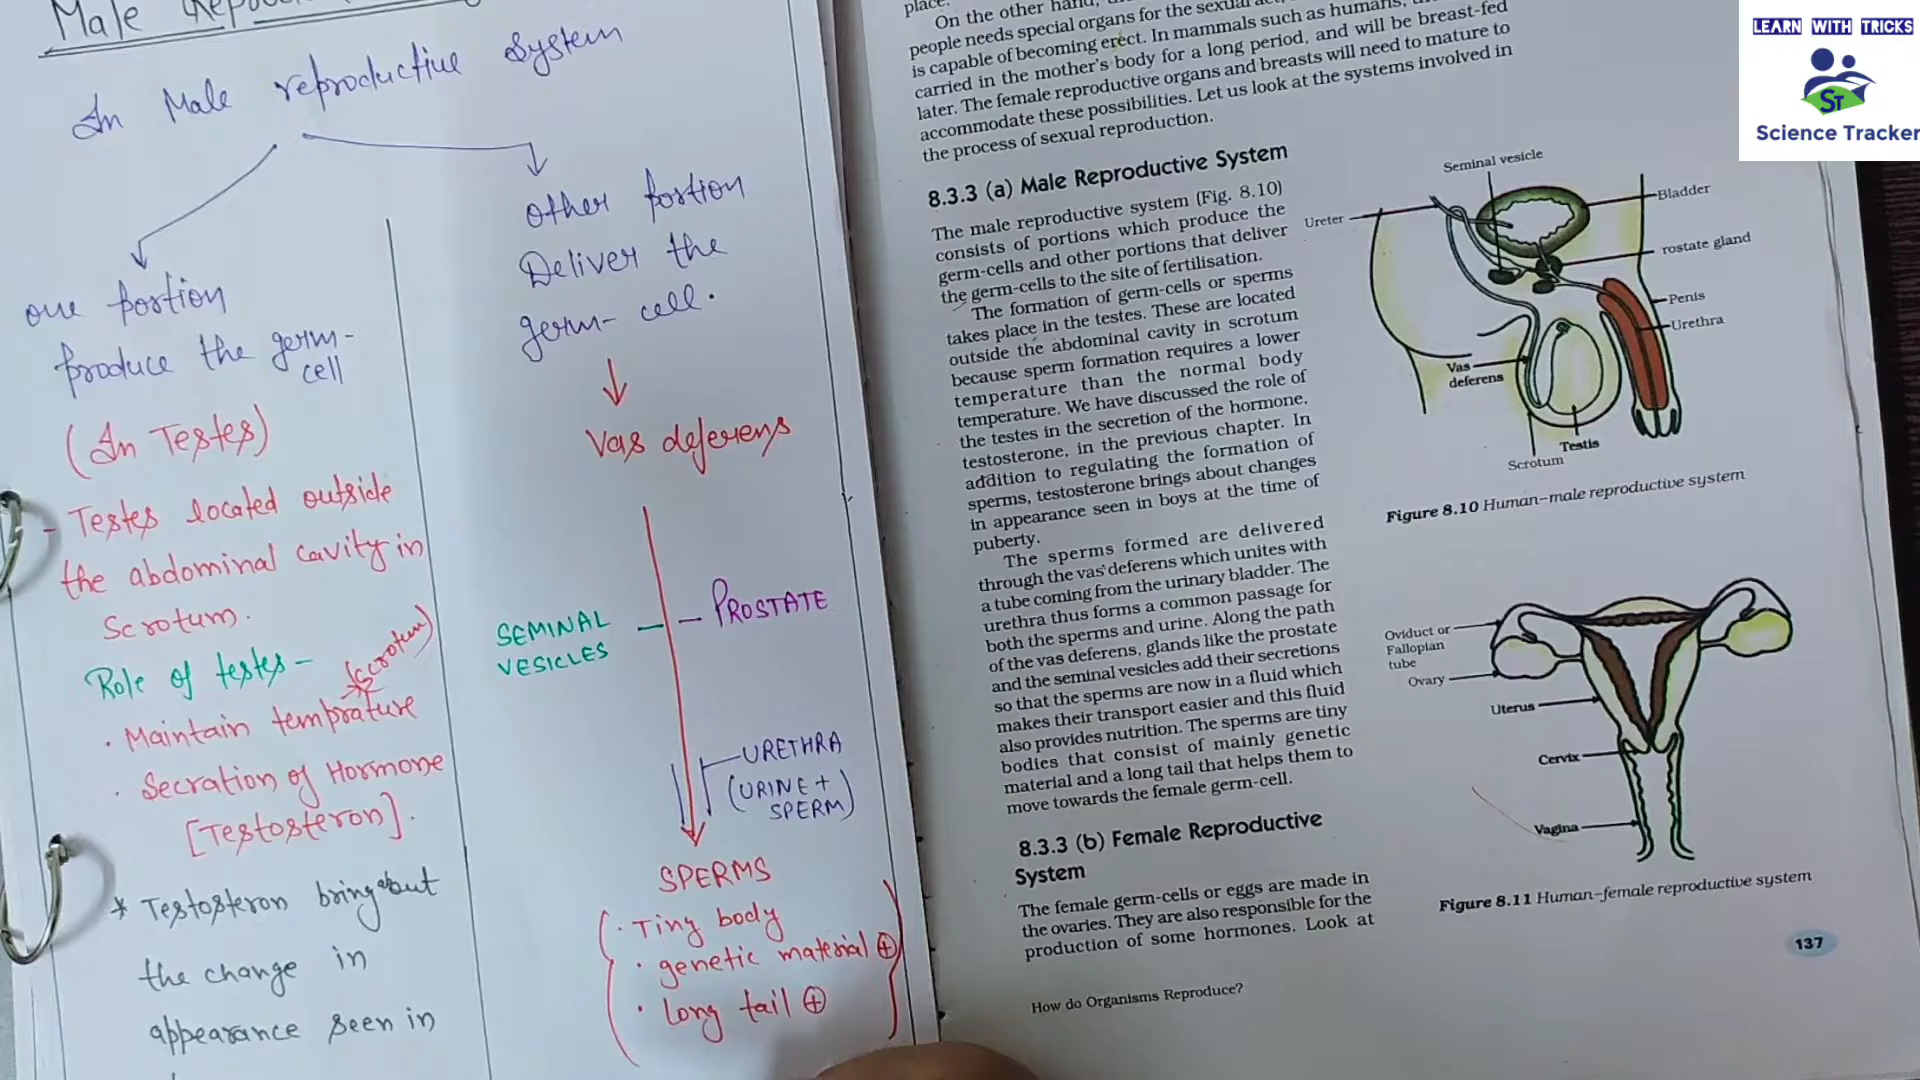 Male Reproduc
In Male reproductive System
one portion
produce the germ-
cell
(In Testes)
- Testes located outside
the abdominal cavity in
Scrotum.
Role of testes -
(scrotum)
· Maintain temprature
· Secration of Hormone
[Testosteron].
* Testosteron bring about
the change in
appearance seen in
other portion
Deliver the
germ- cell.
Vas deferens
SEMINAL
VESICLES
- PROSTATE
URETHRA
(URINE +
SPERM)
SPERMS
· Tiny body
· genetic material +
· Long tail +
place.
On the other hand,
people needs special organs for the sexual act,
is capable of becoming erect. In mammals such as humans,
carried in the mother's body for a long period, and will be breast-fed
later. The female reproductive organs and breasts will need to mature to
accommodate these possibilities. Let us look at the systems involved in
the process of sexual reproduction.
8.3.3 (a) Male Reproductive System
The male reproductive system (Fig. 8.10)
consists of portions which produce the
germ-cells and other portions that deliver
the germ-cells to the site of fertilisation.
The formation of germ-cells or sperms
takes place in the testes. These are located
outside the abdominal cavity in scrotum
because sperm formation requires a lower
temperature than the normal body
temperature. We have discussed the role of
the testes in the secretion of the hormone,
testosterone, in the previous chapter. In
addition to regulating the formation of
sperms, testosterone brings about changes
in appearance seen in boys at the time of
puberty.
The sperms formed are delivered
through the vas deferens which unites with
a tube coming from the urinary bladder. The
urethra thus forms a common passage for
both the sperms and urine. Along the path
of the vas deferens, glands like the prostate
and the seminal vesicles add their secretions
so that the sperms are now in a fluid which
makes their transport easier and this fluid
also provides nutrition. The sperms are tiny
bodies that consist of mainly genetic
material and a long tail that helps them to
move towards the female germ-cell.
8.3.3 (b) Female Reproductive
System
The female germ-cells or eggs are made in
the ovaries. They are also responsible for the
production of some hormones. Look at
How do Organisms Reproduce?
Seminal vesicle
Ureter
Bladder
rostate gland
Penis
Urethra
Vas
deferens
Testis
Scrotum
Figure 8.10 Human–male reproductive system
Oviduct or
Fallopian
tube
Ovary
Uterus
Cervix
Vagina
Figure 8.11 Human–female reproductive system
137
LEARN WITH TRICKS
ST
Science Tracker